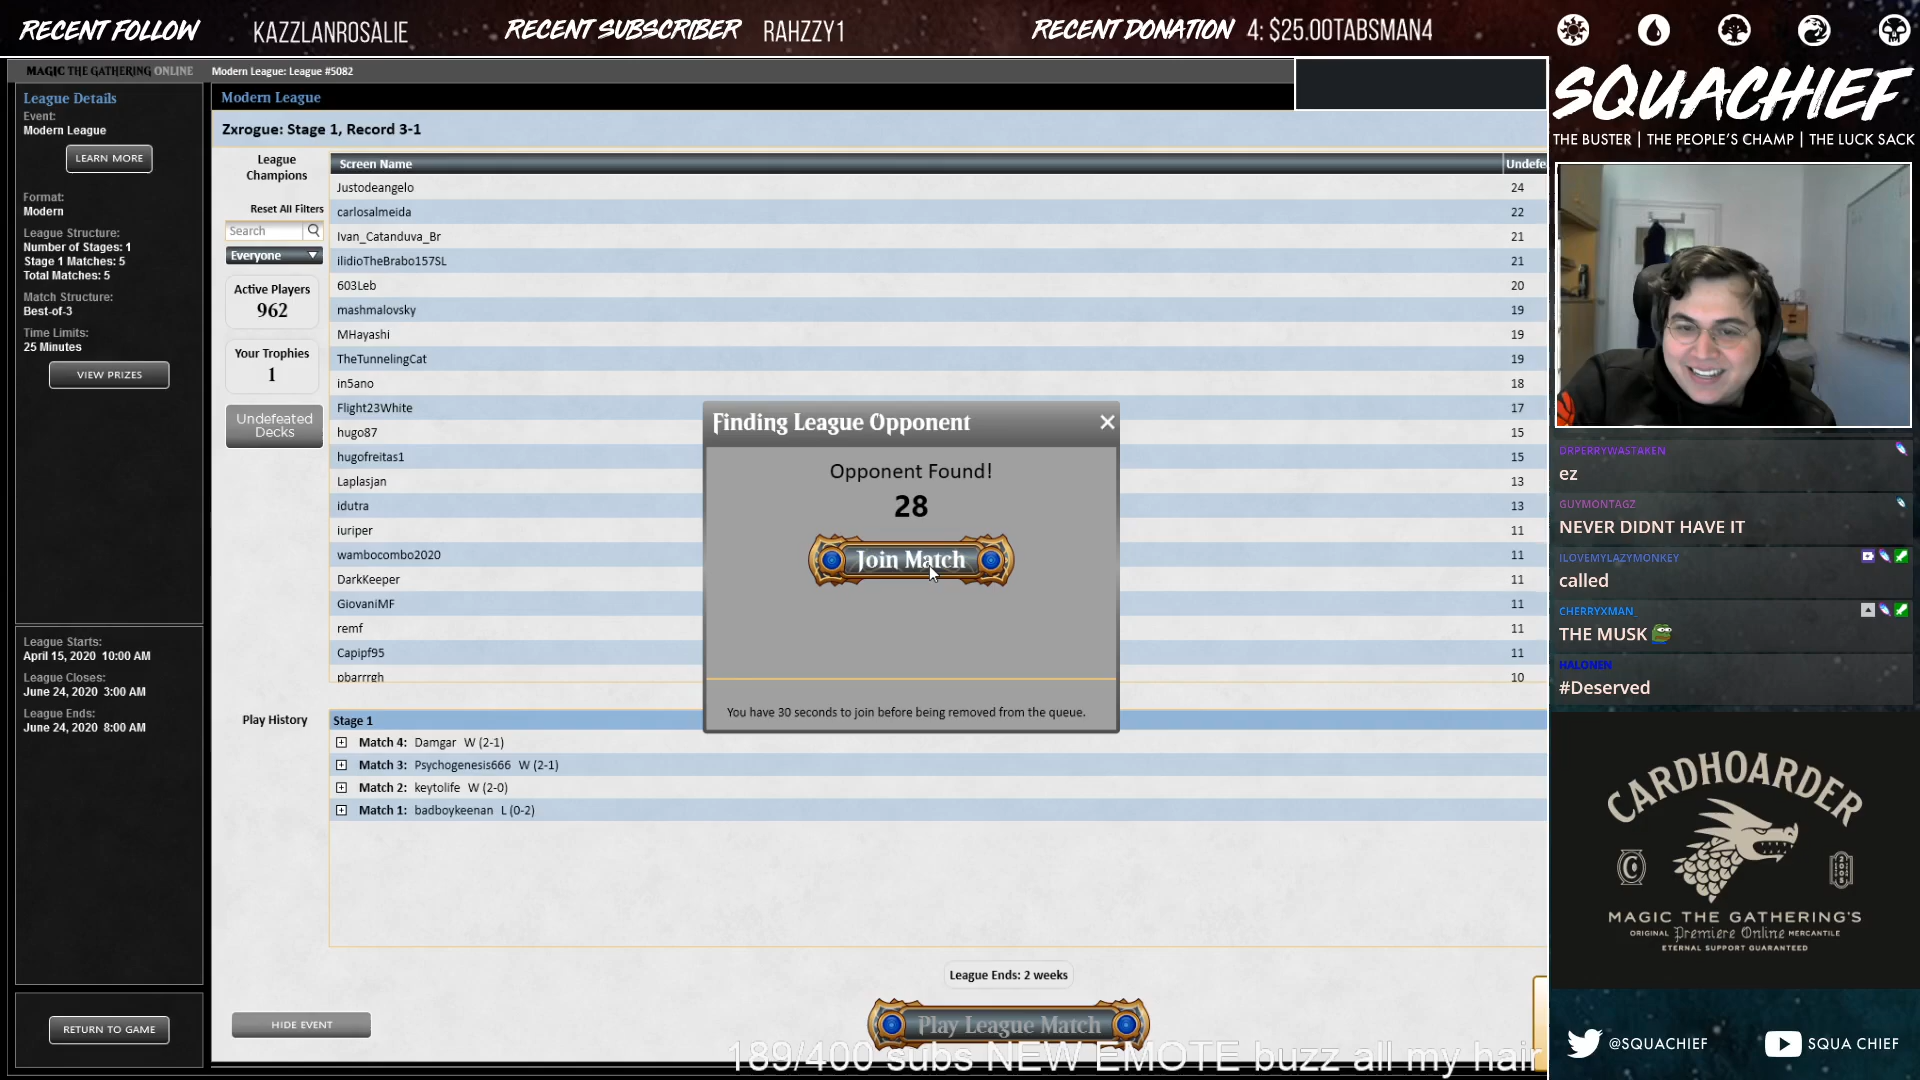 RECENT FOLLOW KAZZLANROSALIE RECENT SUBSCRIBER RAHZZY1 RECENT DONATION 4: $25.00TABSMAN4
MAGIC THE GATHERING ONLINE Modern League: League #5082
League Details
Event:
Modern League
LEARN MORE
Format:
Modern
League Structure:
Number of Stages: 1
Stage 1 Matches: 5
Total Matches: 5
Match Structure:
Best-of-3
Time Limits:
25 Minutes
VIEW PRIZES
League Starts:
April 15, 2020 10:00 AM
League Closes:
June 24, 2020 3:00 AM
League Ends:
June 24, 2020 8:00 AM
RETURN TO GAME
Modern League
Zxrogue: Stage 1, Record 3-1
League
Champions
Reset All Filters
Search
Everyone
Active Players
962
Your Trophies
1
Undefeated
Decks
Screen Name Undefe
Justodeangelo 24
carlosalmeida 22
Ivan_Catanduva_Br 21
ilidioTheBrabo157SL 21
603Leb 20
mashmalovsky 19
MHayashi 19
TheTunnelingCat 19
in5ano 18
Flight23White 17
hugo87 15
hugofreitas1 15
Laplasjan 13
idutra 13
iuriper 11
wambocombo2020 11
DarkKeeper 11
GiovaniMF 11
remf 11
Capipf95 11
pbarrrgh 10
Finding League Opponent
Opponent Found!
28
Join Match
You have 30 seconds to join before being removed from the queue.
Play History
Stage 1
Match 4: Damgar W (2-1)
Match 3: Psychogenesis666 W (2-1)
Match 2: keytolife W (2-0)
Match 1: badboykeenan L (0-2)
League Ends: 2 weeks
HIDE EVENT
Play League Match
189/400 subs NEW EMOTE buzz all my hair
SQUACHIEF
THE BUSTER | THE PEOPLE'S CHAMP | THE LUCK SACK
DRPERRYWASTAKEN
ez
GUYMONTAGZ
NEVER DIDNT HAVE IT
ILOVEMYLAZYMONKEY
called
CHERRYXMAN_
THE MUSK
HALONEN
#Deserved
CARDHOARDER
MAGIC THE GATHERING'S
ORIGINAL Premiere Online MERCANTILE
ETERNAL SUPPORT GUARANTEED
@SQUACHIEF SQUA CHIEF